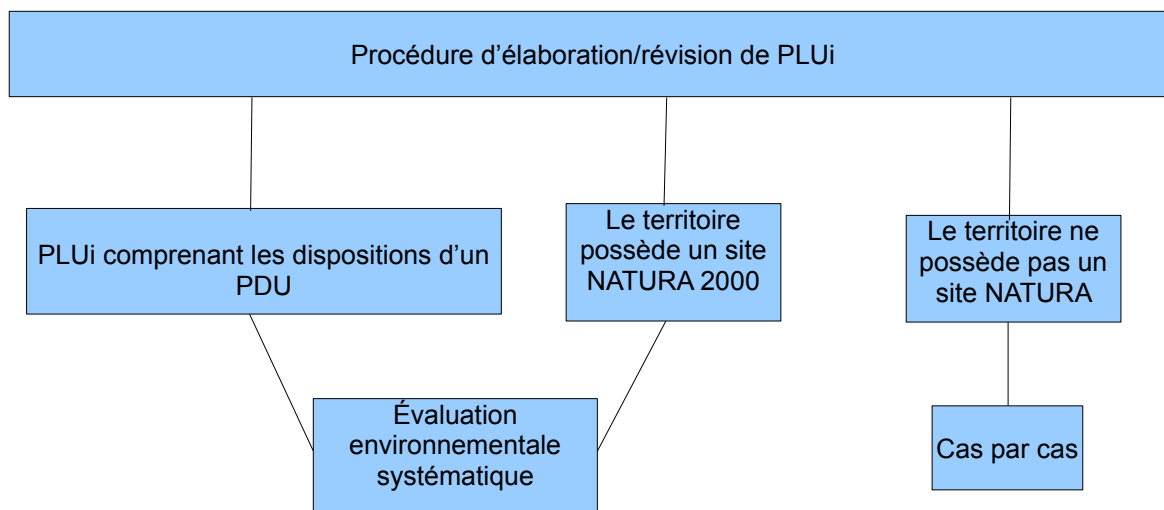 Procédure d'élaboration/révision de PLUi
PLUi comprenant les dispositions d'un
PDU
Le territoire
possède un site
NATURA 2000
Le territoire ne
possède pas un
site NATURA
Évaluation
environnementale
systématique
Cas par cas